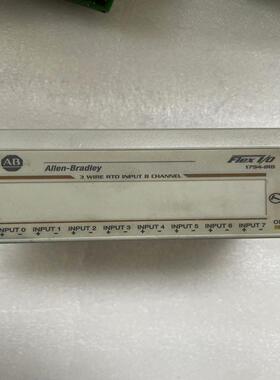 AB
Allen-Bradley
Flex I/O
1794-IR8
3 WIRE RTD INPUT 8 CHANNEL
INPUT 0 INPUT 1 INPUT 2 INPUT 3 INPUT 4 INPUT 5 INPUT 6 INPUT 7
+ - + - + - + - + - + - + - + -